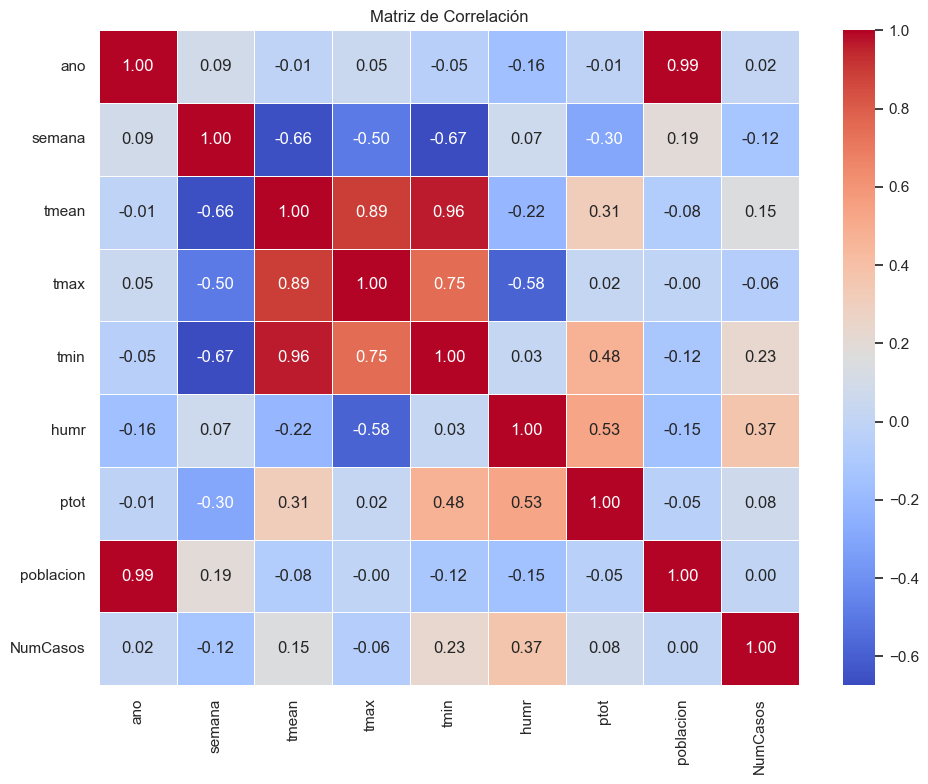 Matriz de Correlación
ano 1.00 0.09 -0.01 0.05 -0.05 -0.16 -0.01 0.99 0.02
semana 0.09 1.00 -0.66 -0.50 -0.67 0.07 -0.30 0.19 -0.12
tmean -0.01 -0.66 1.00 0.89 0.96 -0.22 0.31 -0.08 0.15
tmax 0.05 -0.50 0.89 1.00 0.75 -0.58 0.02 -0.00 -0.06
tmin -0.05 -0.67 0.96 0.75 1.00 0.03 0.48 -0.12 0.23
humr -0.16 0.07 -0.22 -0.58 0.03 1.00 0.53 -0.15 0.37
ptot -0.01 -0.30 0.31 0.02 0.48 0.53 1.00 -0.05 0.08
poblacion 0.99 0.19 -0.08 -0.00 -0.12 -0.15 -0.05 1.00 0.00
NumCasos 0.02 -0.12 0.15 -0.06 0.23 0.37 0.08 0.00 1.00
ano semana tmean tmax tmin humr ptot poblacion NumCasos
1.0
0.8
0.6
0.4
0.2
0.0
−0.2
−0.4
−0.6